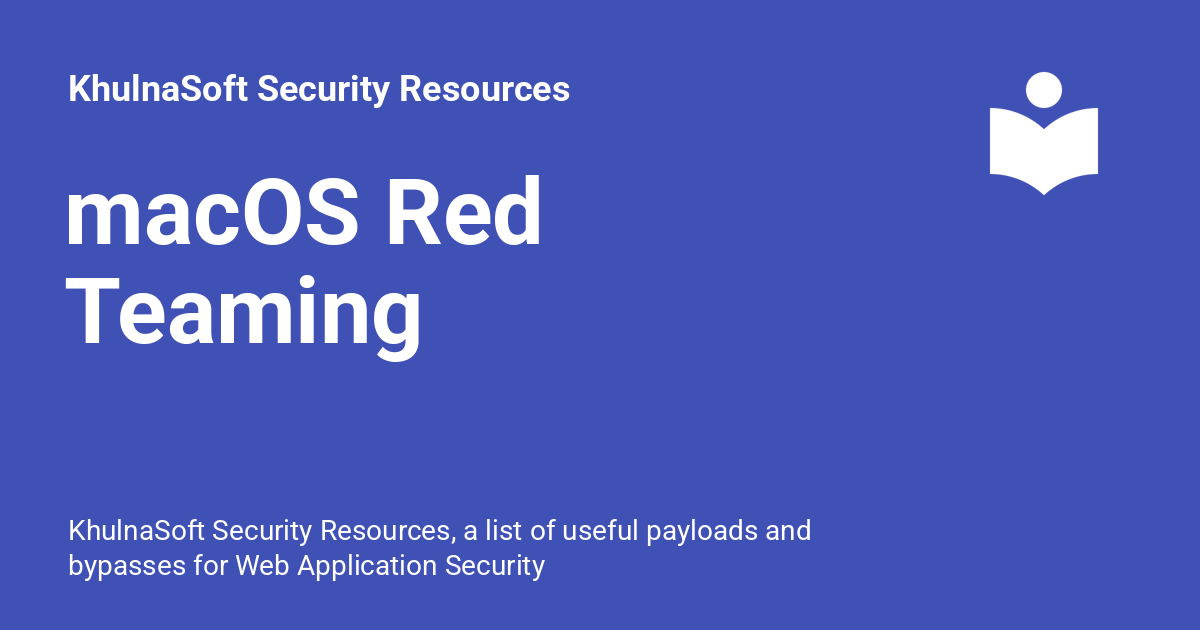 KhulnaSoft Security Resources
macOS Red
Teaming
KhulnaSoft Security Resources, a list of useful payloads and
bypasses for Web Application Security